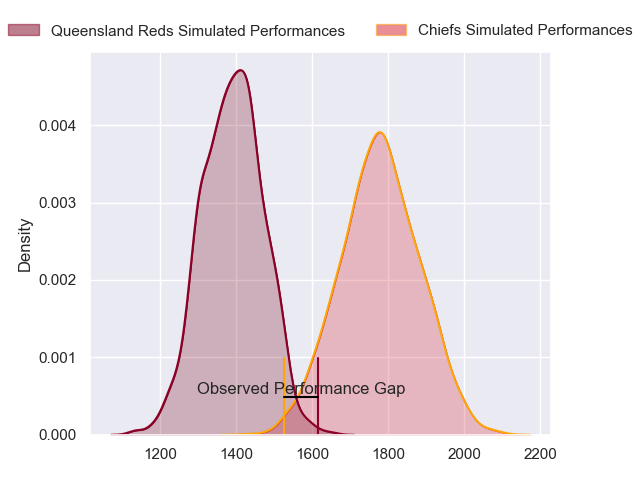 Queensland Reds Simulated Performances
Chiefs Simulated Performances
Density
0.004
0.003
0.002
0.001
0.000
Observed Performance Gap
1200 1400 1600 1800 2000 2200